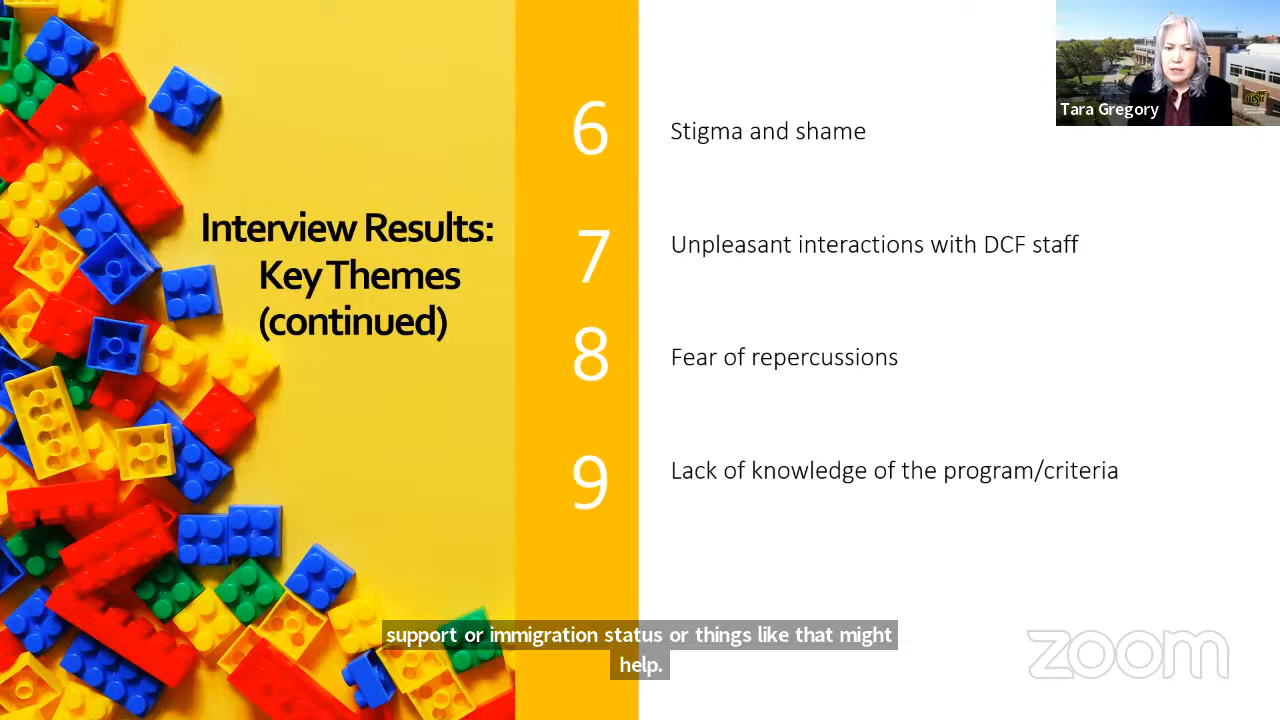 Interview Results:
Key Themes
(continued)
6
Stigma and shame
7
Unpleasant interactions with DCF staff
8
Fear of repercussions
9
Lack of knowledge of the program/criteria
Tara Gregory
support or immigration status or things like that might
help.
zoom